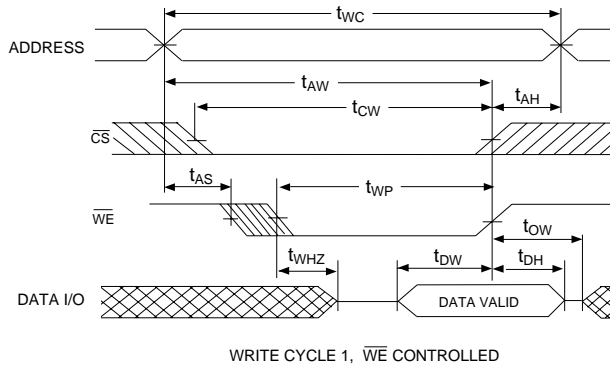 tWC
ADDRESS
tAW
tCW
tAH
CS
tAS
tWP
WE
tOW
tWHZ
tDW
tDH
DATA I/O
DATA VALID
WRITE CYCLE 1, WE CONTROLLED